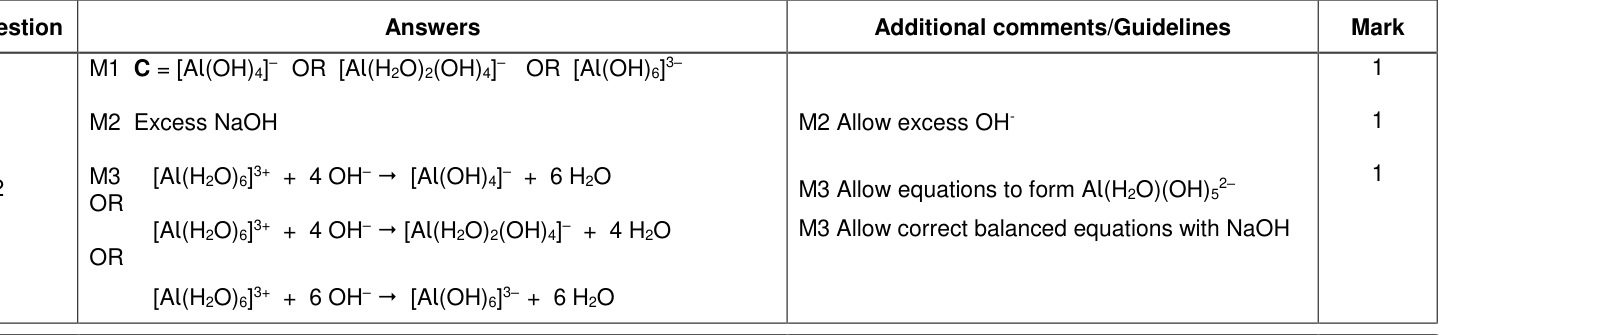 estion Answers Additional comments/Guidelines Mark
M1 C = [Al(OH)₄]⁻ OR [Al(H₂O)₂(OH)₄]⁻ OR [Al(OH)₆]³⁻ 1
M2 Excess NaOH M2 Allow excess OH⁻ 1
M3 [Al(H₂O)₆]³⁺ + 4 OH⁻ → [Al(OH)₄]⁻ + 6 H₂O 1
2 M3 Allow equations to form Al(H₂O)(OH)₅²⁻
OR
[Al(H₂O)₆]³⁺ + 4 OH⁻ → [Al(H₂O)₂(OH)₄]⁻ + 4 H₂O M3 Allow correct balanced equations with NaOH
OR
[Al(H₂O)₆]³⁺ + 6 OH⁻ → [Al(OH)₆]³⁻ + 6 H₂O